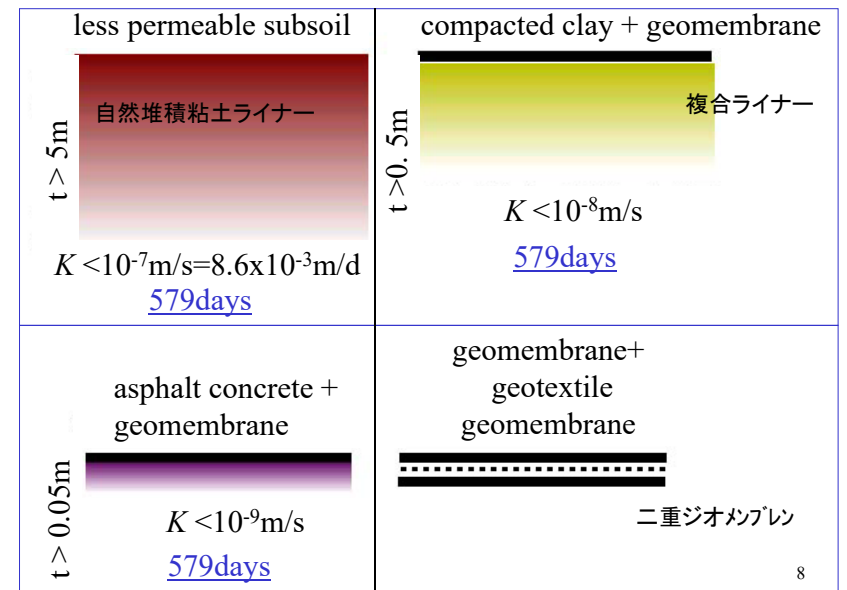 less permeable subsoil
自然堆積粘土ライナー
t > 5m
K <10-7m/s=8.6x10-3m/d
579days
compacted clay + geomembrane
複合ライナー
t >0. 5m
K <10-8m/s
579days
asphalt concrete +
geomembrane
t > 0.05m
K <10-9m/s
579days
geomembrane+
geotextile
geomembrane
二重ジオメンブレン
8